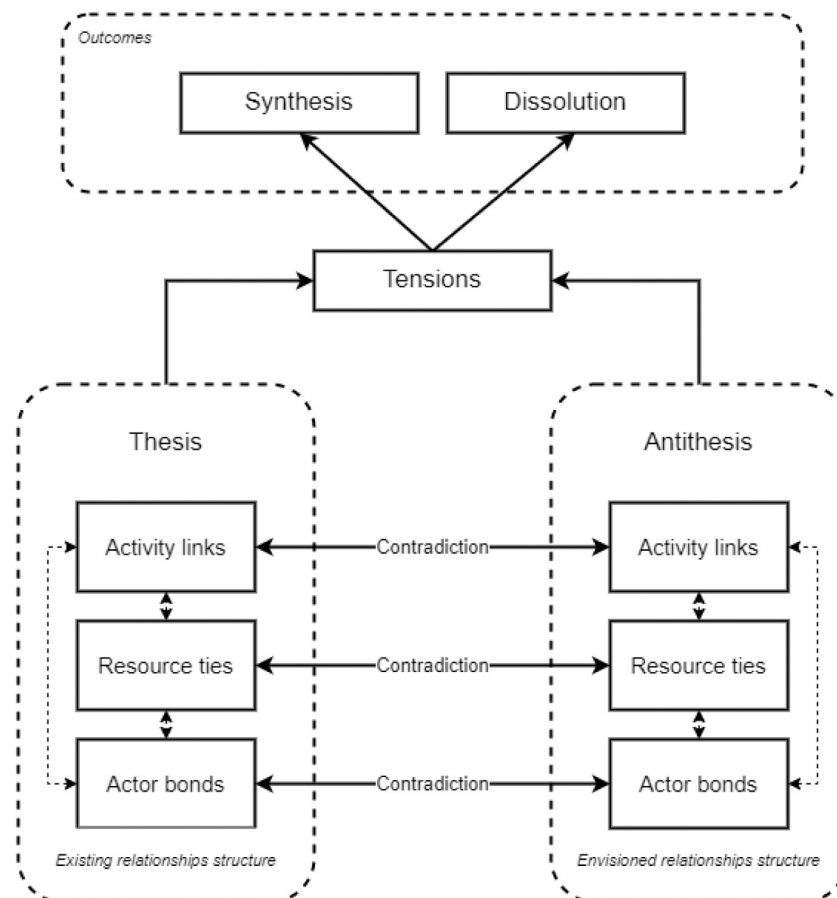 Outcomes
Synthesis
Dissolution
Tensions
Thesis
Antithesis
Activity links
Contradiction
Activity links
Resource ties
Contradiction
Resource ties
Actor bonds
Contradiction
Actor bonds
Existing relationships structure
Envisioned relationships structure